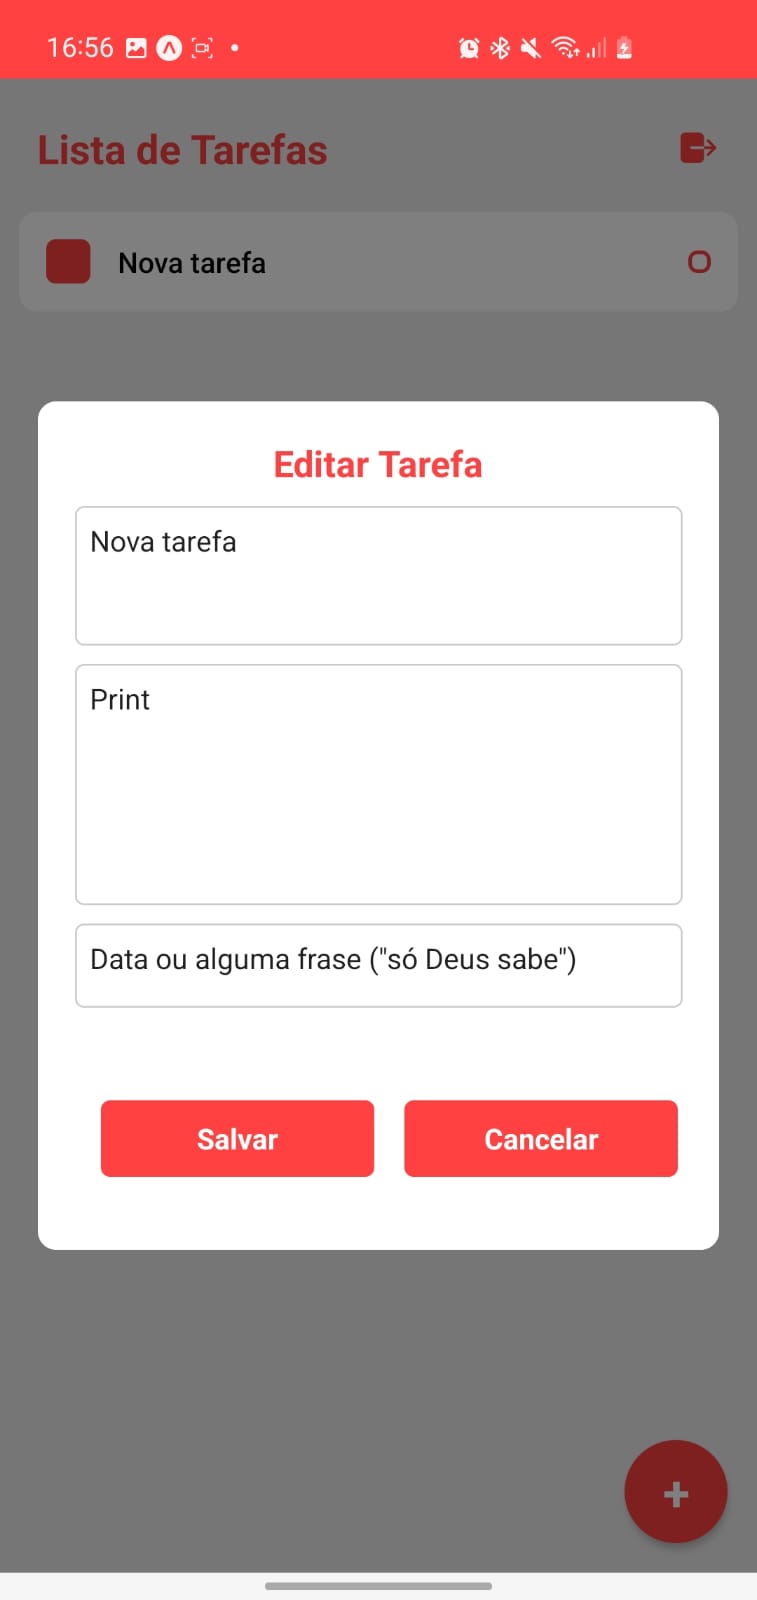 16:56
Lista de Tarefas
Nova tarefa
Editar Tarefa
Nova tarefa
Print
Data ou alguma frase ("só Deus sabe")
Salvar
Cancelar
+